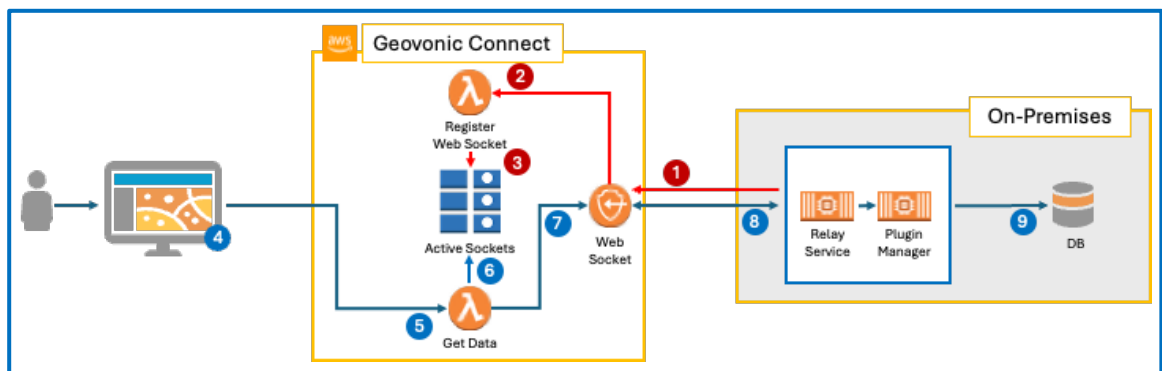 aws
Geovonic Connect
2
Register
Web Socket
3
On-Premises
1
4
Active Sockets
6
5
Get Data
7
Web
Socket
8
Relay
Service
Plugin
Manager
9
DB